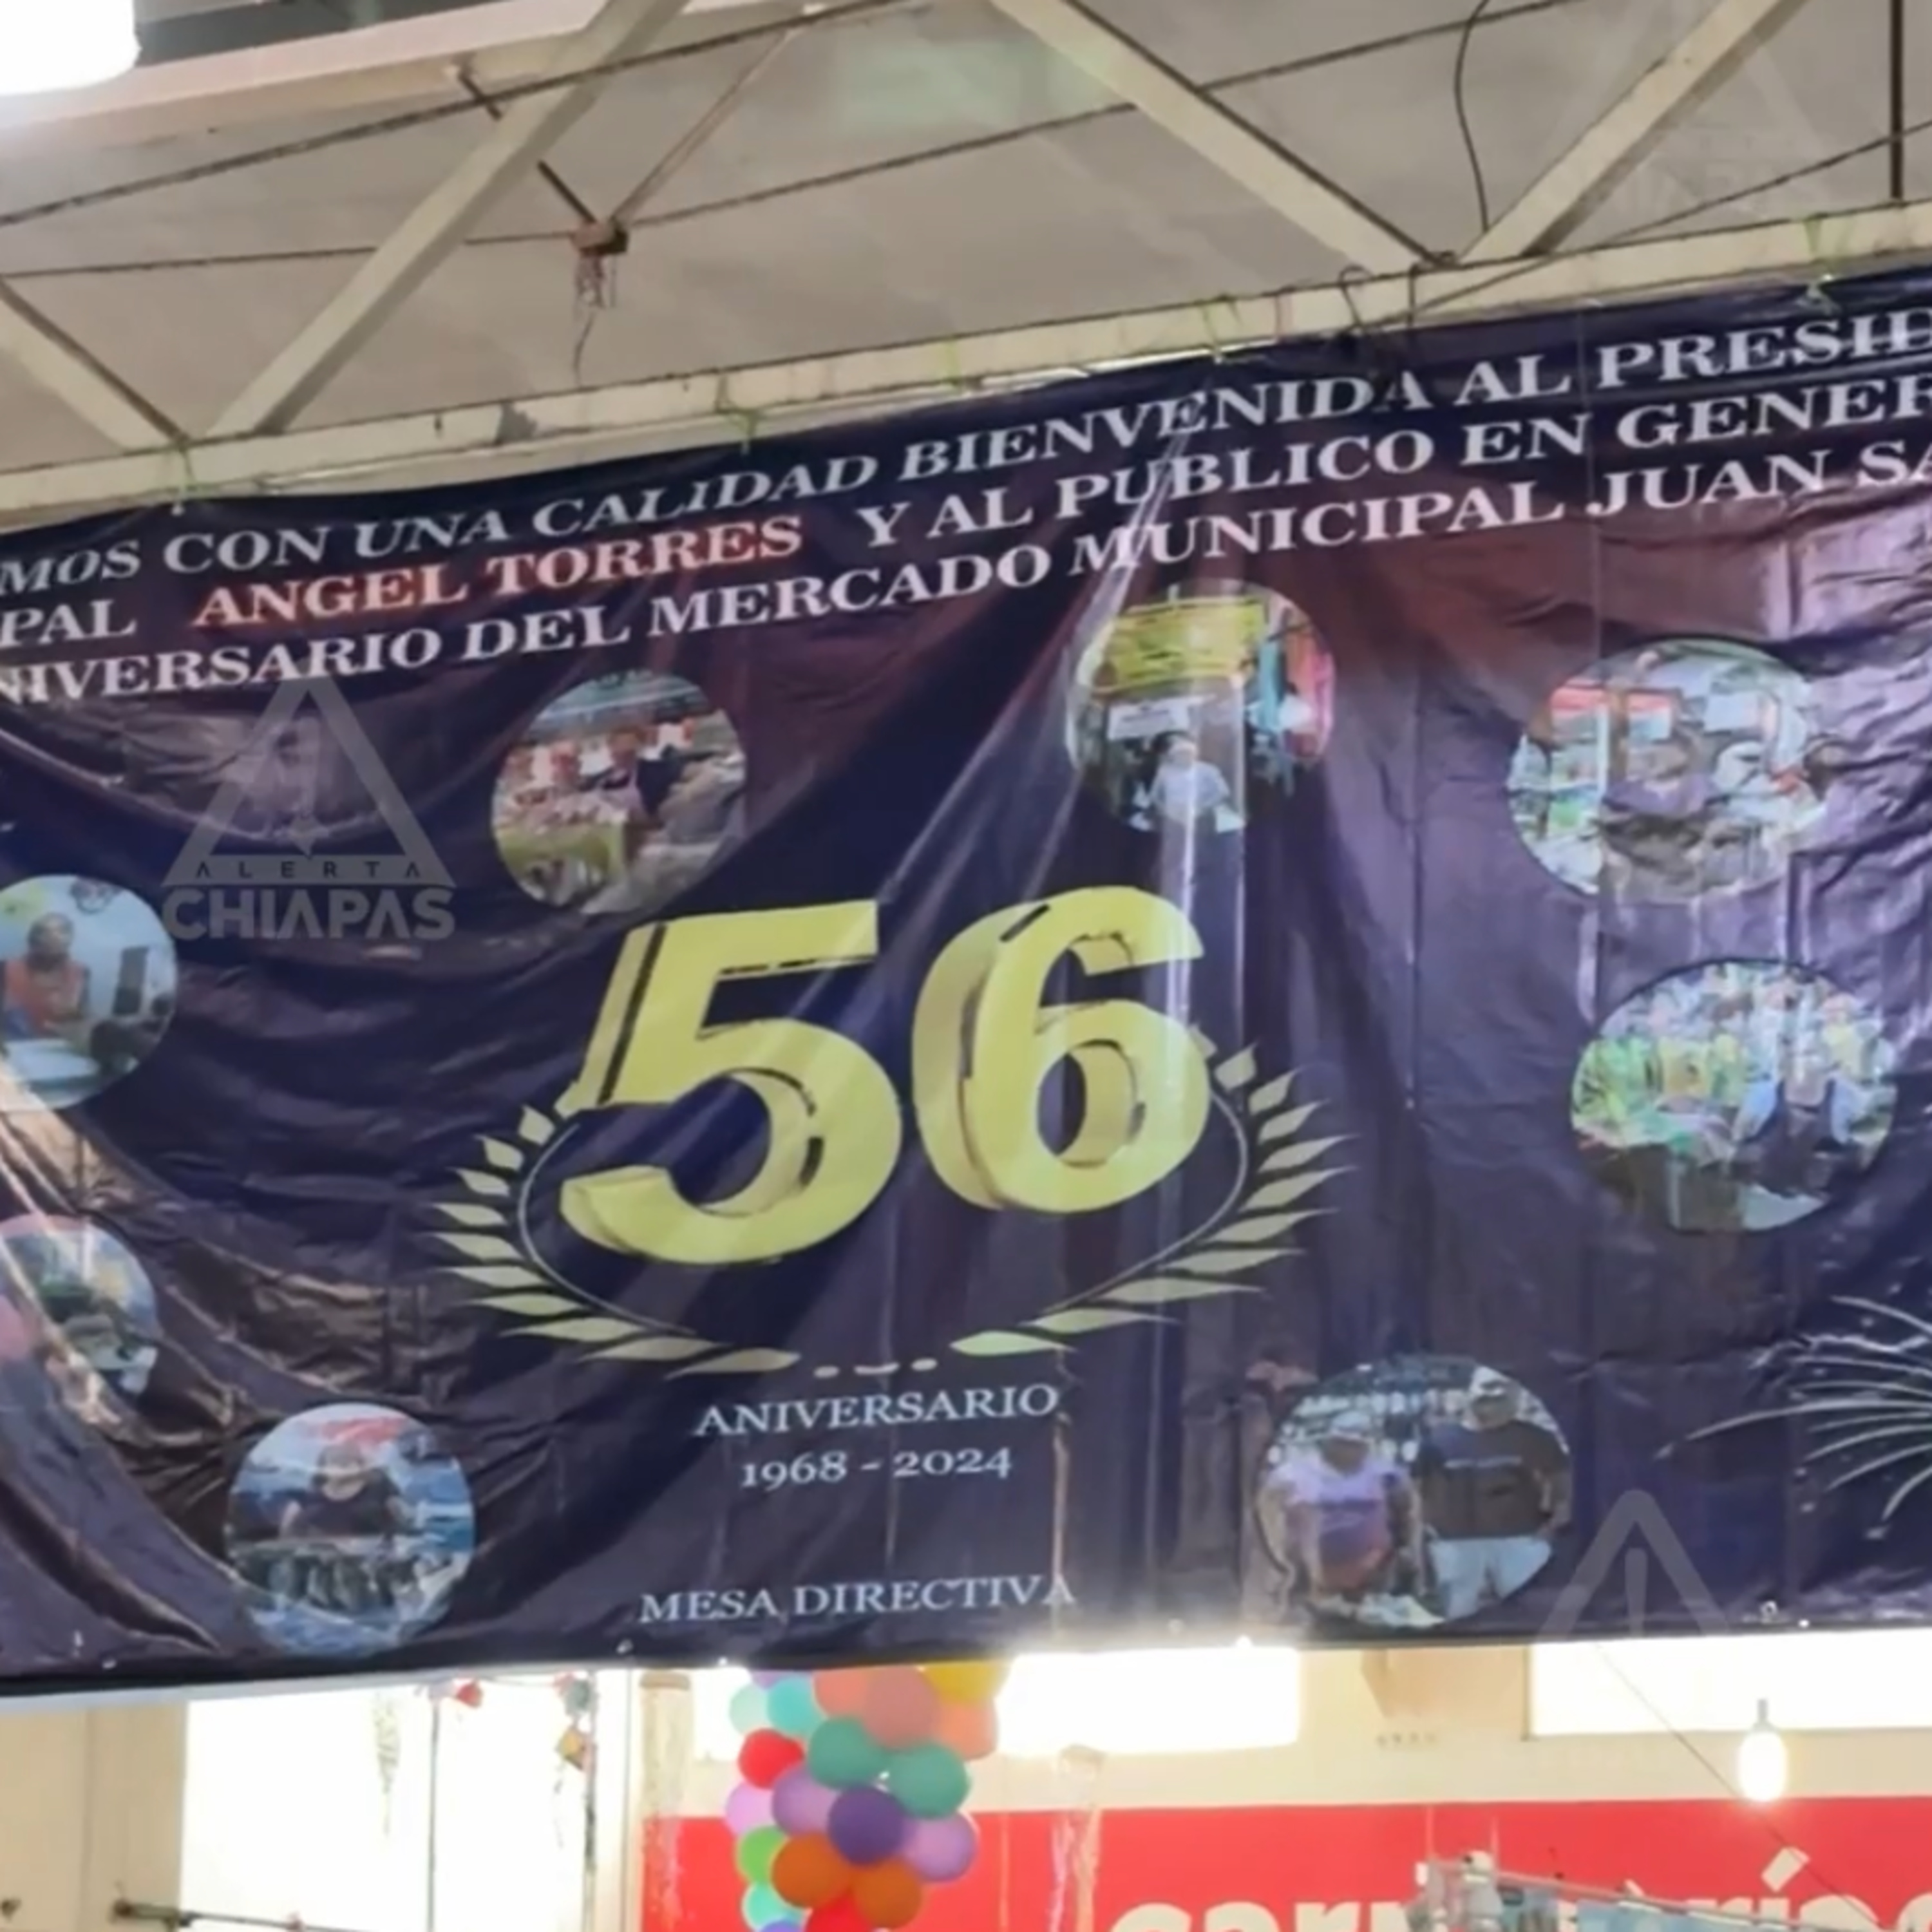 MOS CON UNA CALIDAD BIENVENIDA AL PRESID
PAL ANGEL TORRES Y AL PUBLICO EN GENER
NIVERSARIO DEL MERCADO MUNICIPAL JUAN SA
ALERTA
CHIAPAS
56
ANIVERSARIO
1968 - 2024
MESA DIRECTIVA